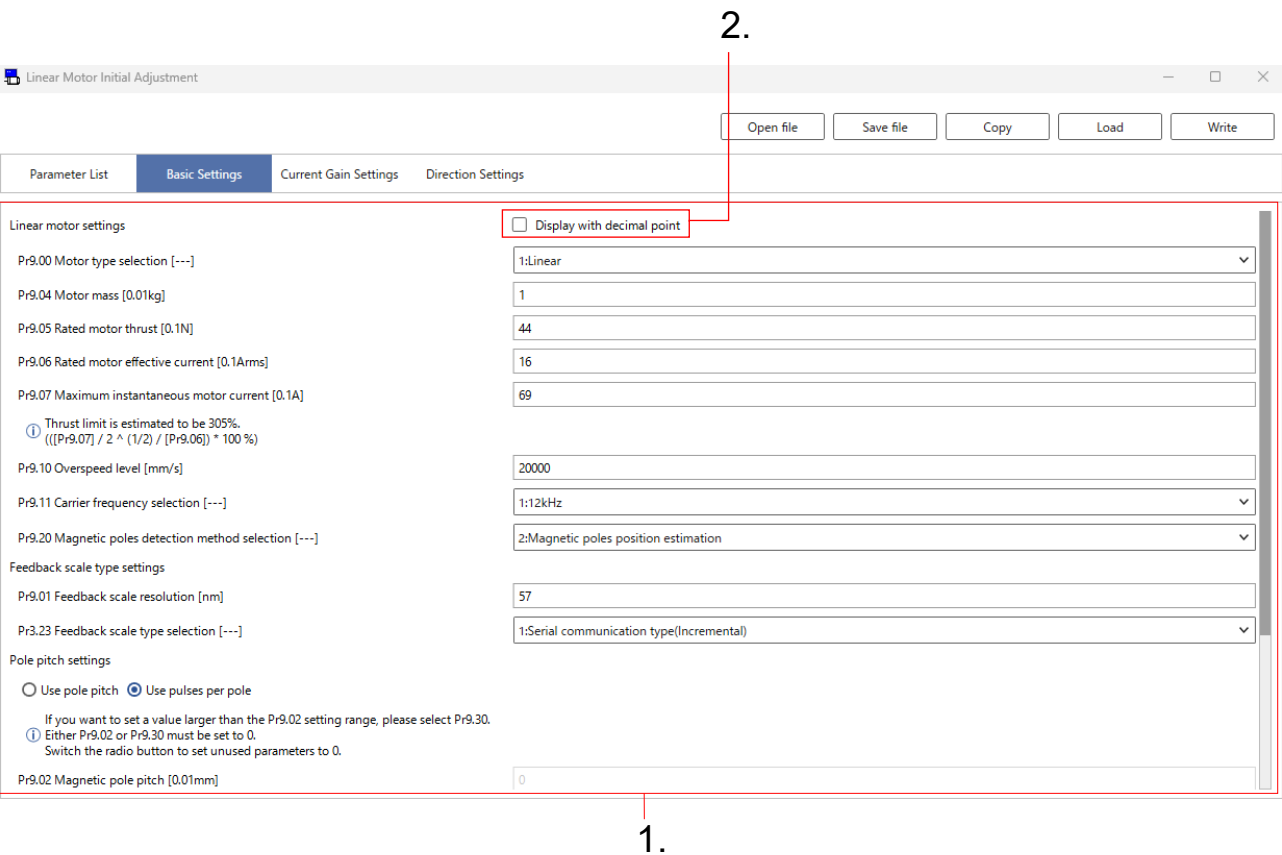 2.
Linear Motor Initial Adjustment
Open file Save file Copy Load Write
Parameter List Basic Settings Current Gain Settings Direction Settings
Linear motor settings Display with decimal point
Pr9.00 Motor type selection [---] 1:Linear
Pr9.04 Motor mass [0.01kg] 1
Pr9.05 Rated motor thrust [0.1N] 44
Pr9.06 Rated motor effective current [0.1Arms] 16
Pr9.07 Maximum instantaneous motor current [0.1A] 69
Thrust limit is estimated to be 305%.
(([Pr9.07] / 2 ^ (1/2) / [Pr9.06]) * 100 %)
Pr9.10 Overspeed level [mm/s] 20000
Pr9.11 Carrier frequency selection [---] 1:12kHz
Pr9.20 Magnetic poles detection method selection [---] 2:Magnetic poles position estimation
Feedback scale type settings
Pr9.01 Feedback scale resolution [nm] 57
Pr3.23 Feedback scale type selection [---] 1:Serial communication type(Incremental)
Pole pitch settings
Use pole pitch Use pulses per pole
If you want to set a value larger than the Pr9.02 setting range, please select Pr9.30.
Either Pr9.02 or Pr9.30 must be set to 0.
Switch the radio button to set unused parameters to 0.
Pr9.02 Magnetic pole pitch [0.01mm] 0
1.